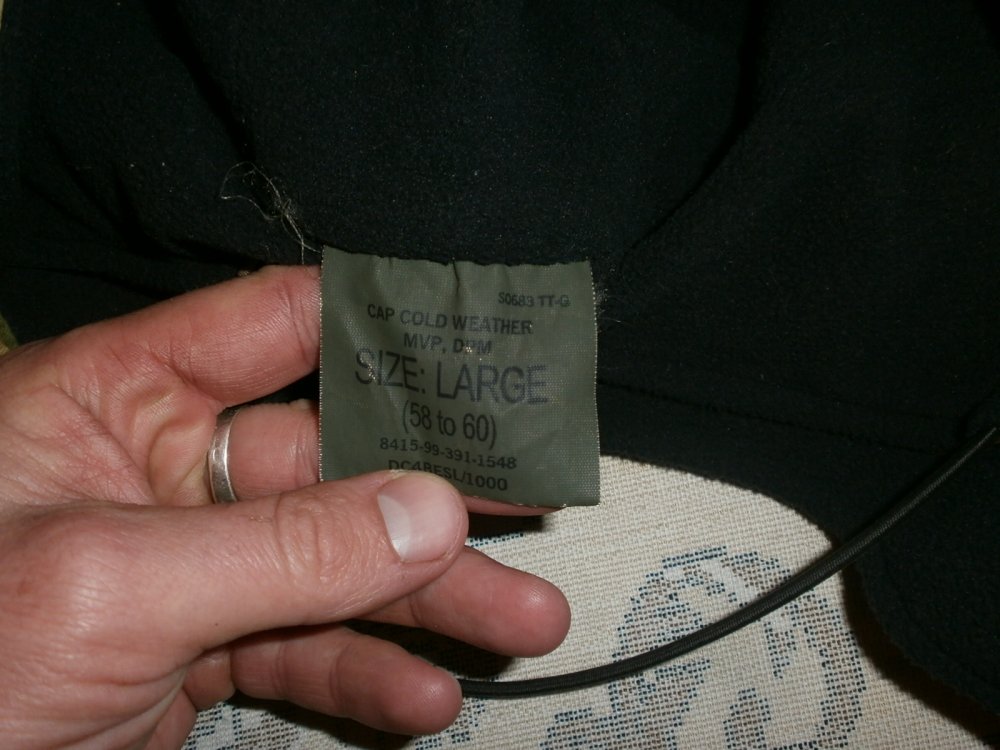 S0683 TT-G
CAP COLD WEATHER
MVP, DPM
SIZE: LARGE
(58 to 60)
8415-99-391-1548
DC4BESL/1000